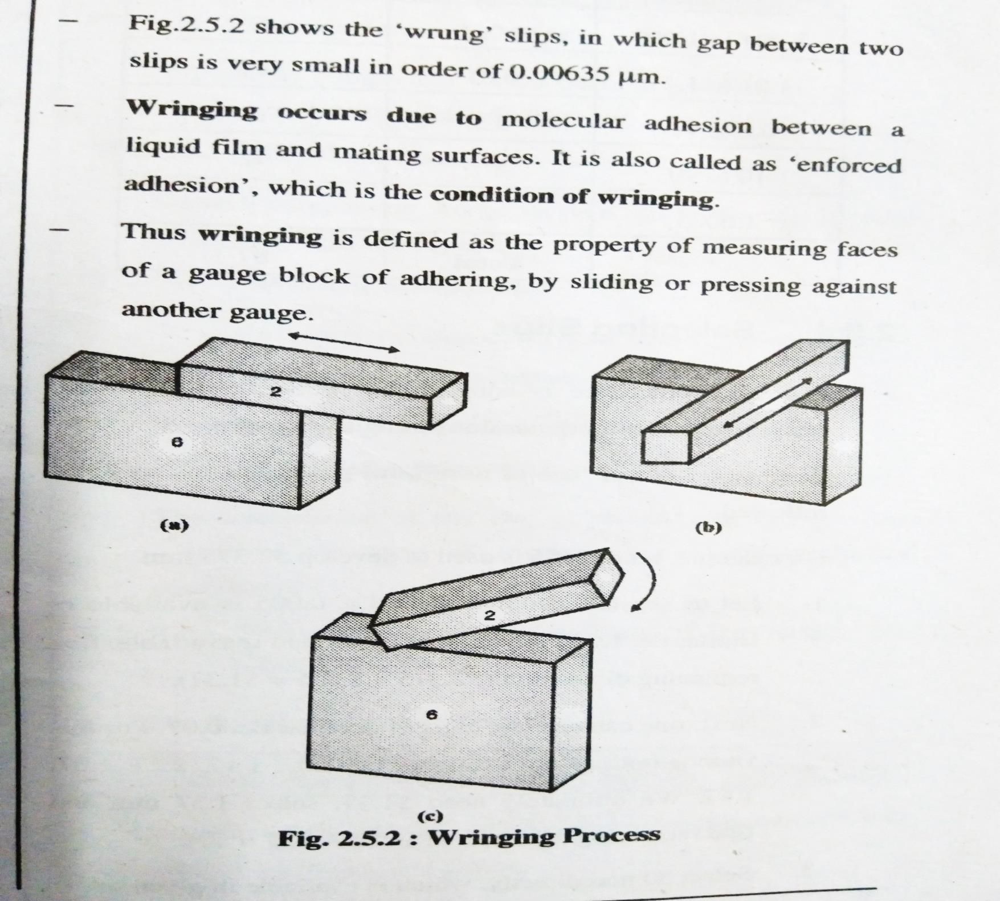 – Fig.2.5.2 shows the ‘wrung’ slips, in which gap between two
slips is very small in order of 0.00635 μm.
– Wringing occurs due to molecular adhesion between a
liquid film and mating surfaces. It is also called as ‘enforced
adhesion’, which is the condition of wringing.
– Thus wringing is defined as the property of measuring faces
of a gauge block of adhering, by sliding or pressing against
another gauge.
2
6
(a)
(b)
2
6
(c)
Fig. 2.5.2 : Wringing Process